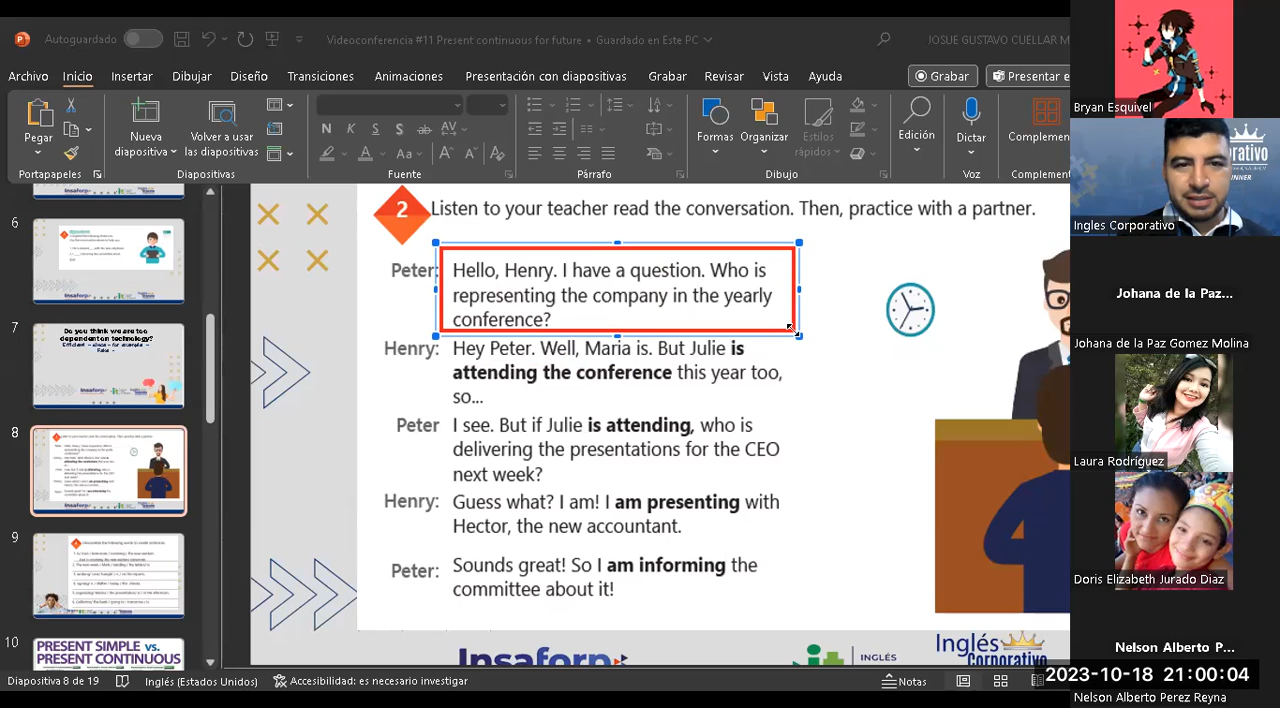 Autoguardado
Videoconferencia #11 Present continuous for future • Guardado en Este PC
JOSUE GUSTAVO CUELLAR M
Archivo Inicio Insertar Dibujar Diseño Transiciones Animaciones Presentación con diapositivas Grabar Revisar Vista Ayuda
Grabar
Presentar e
Pegar
Nueva diapositiva
Volver a usar las diapositivas
Formas
Organizar
Estilos rápidos
Edición
Dictar
Complemen
Portapapeles
Diapositivas
Fuente
Párrafo
Dibujo
Voz
Complement
6
7
Do you think we are too
dependent on technology?
8
9
10
PRESENT SIMPLE vs.
PRESENT CONTINUOUS
2
Listen to your teacher read the conversation. Then, practice with a partner.
Peter: Hello, Henry. I have a question. Who is
representing the company in the yearly
conference?
Henry: Hey Peter. Well, Maria is. But Julie is
attending the conference this year too,
so...
Peter I see. But if Julie is attending, who is
delivering the presentations for the CEO
next week?
Henry: Guess what? I am! I am presenting with
Hector, the new accountant.
Peter: Sounds great! So I am informing the
committee about it!
Insaforp
INGLÉS
Inglés
Corporativo
Diapositiva 8 de 19
Inglés (Estados Unidos)
Accesibilidad: es necesario investigar
Notas
Bryan Esquivel
Ingles Corporativo
Johana de la Paz...
Johana de la Paz Gomez Molina
Laura Rodríguez
Doris Elizabeth Jurado Diaz
Nelson Alberto P...
2023-10-18 21:00:04
Nelson Alberto Perez Reyna